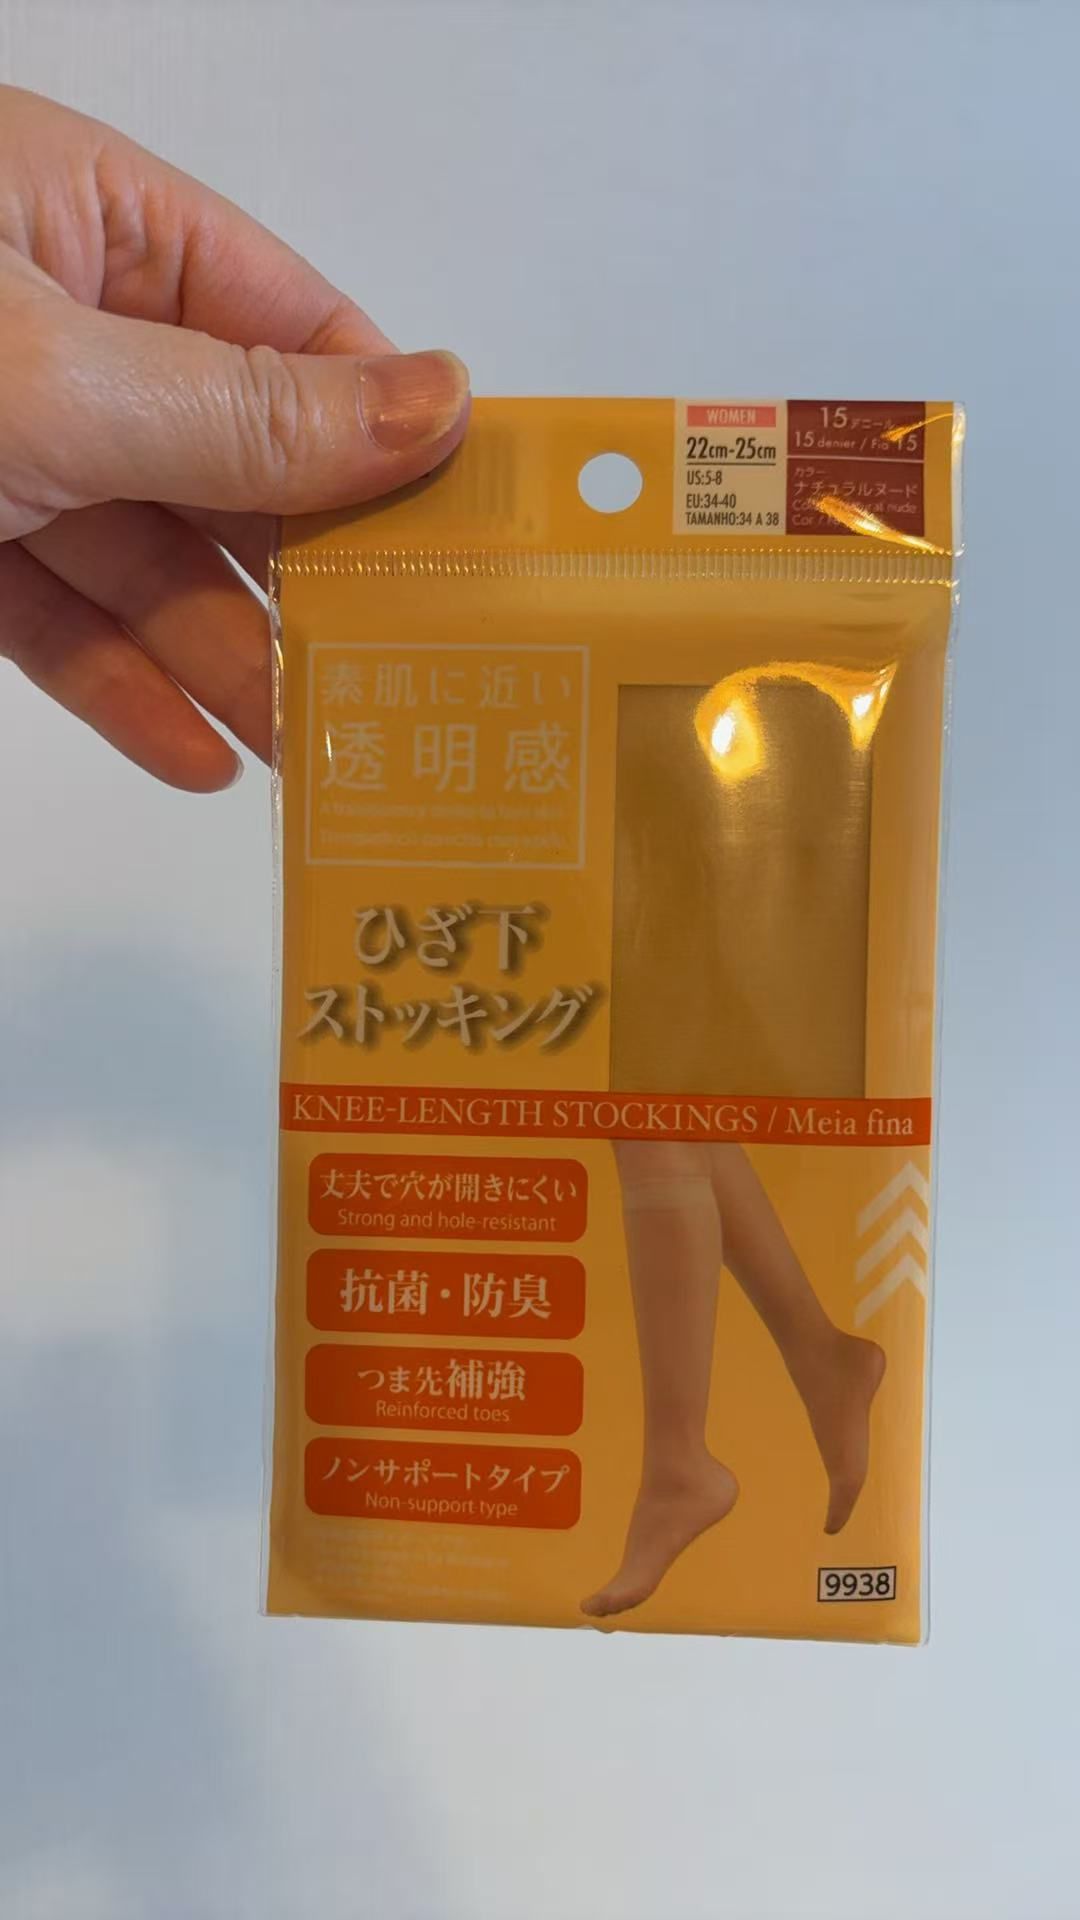 WOMEN
22cm-25cm
US:5-8
EU:34-40
TAMANHO:34 A 38
15デニール
15 denier / Fio 15
カラー
ナチュラルヌード
nude
Cor /
素肌に近い
透明感
ひざ下
ストッキング
KNEE-LENGTH STOCKINGS / Meia fina
丈夫で穴が開きにくい
Strong and hole-resistant
抗菌・防臭
つま先補強
Reinforced toes
ノンサポートタイプ
Non-support type
9938